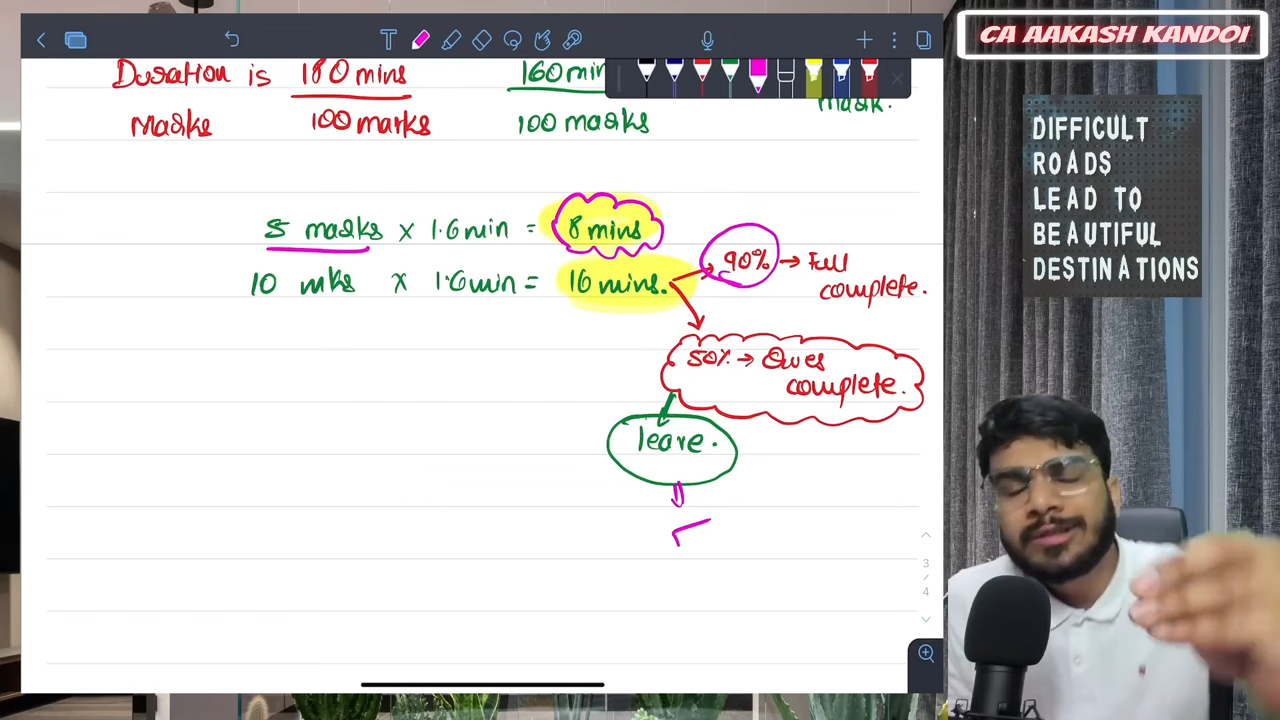 CA AAKASH KANDOI
Duration is 180 mins 160 min
mark.
Marks 100 marks 100 marks
DIFFICULT
ROADS
LEAD TO
BEAUTIFUL
DESTINATIONS
5 marks x 1.6 min = 8 mins
10 mks x 1.6 min = 16 mins.
90% → Full
complete.
50% → Ques
complete.
leave.
3
4